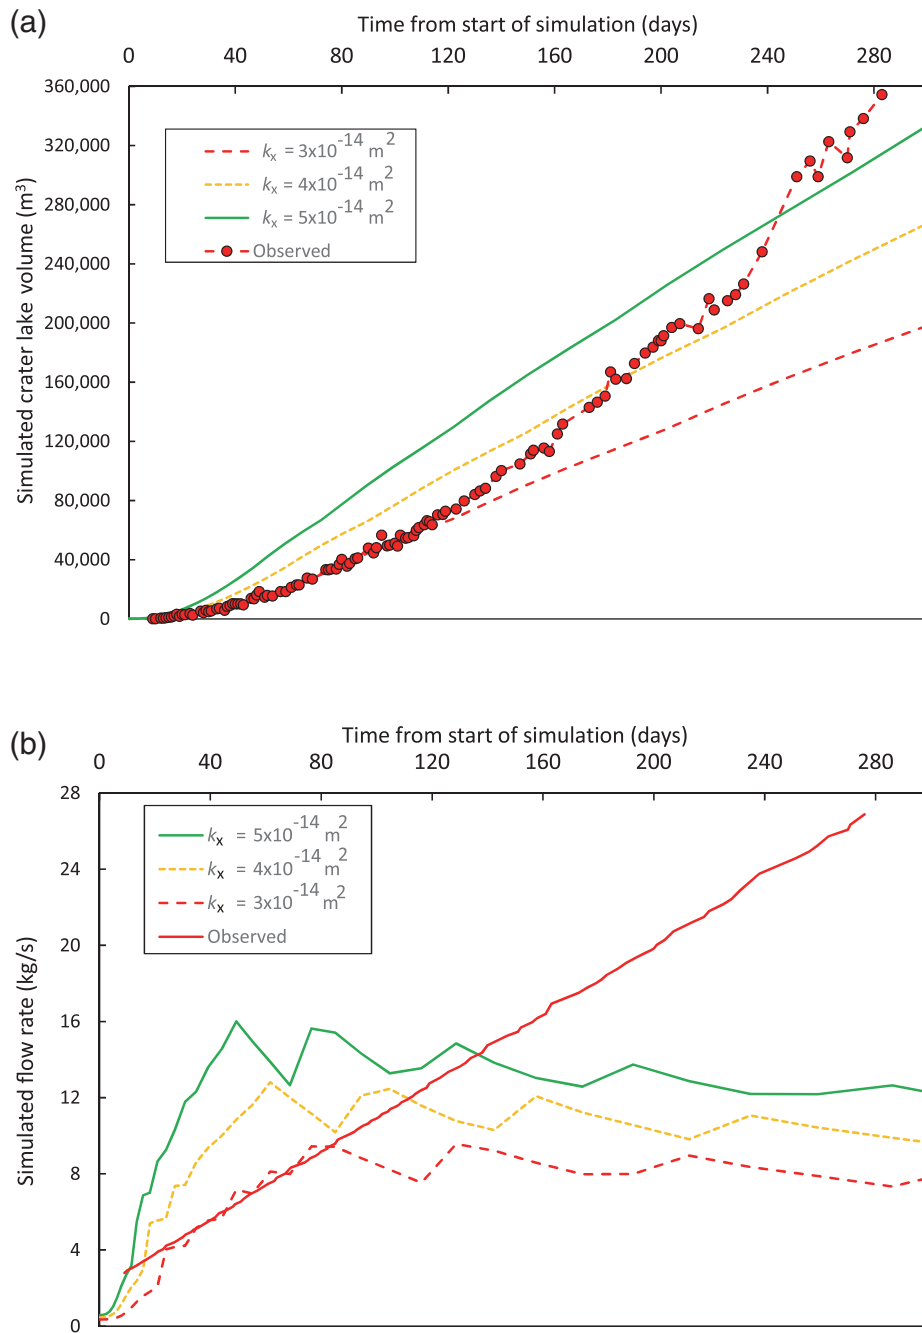 (a)
Time from start of simulation (days)
0 40 80 120 160 200 240 280
360,000
320,000
280,000
240,000
200,000
160,000
120,000
80,000
40,000
0
Simulated crater lake volume (m³)
kx = 3x10⁻¹⁴ m²
kx = 4x10⁻¹⁴ m²
kx = 5x10⁻¹⁴ m²
Observed
(b)
Time from start of simulation (days)
0 40 80 120 160 200 240 280
28
24
20
16
12
8
4
0
Simulated flow rate (kg/s)
kx = 5x10⁻¹⁴ m²
kx = 4x10⁻¹⁴ m²
kx = 3x10⁻¹⁴ m²
Observed